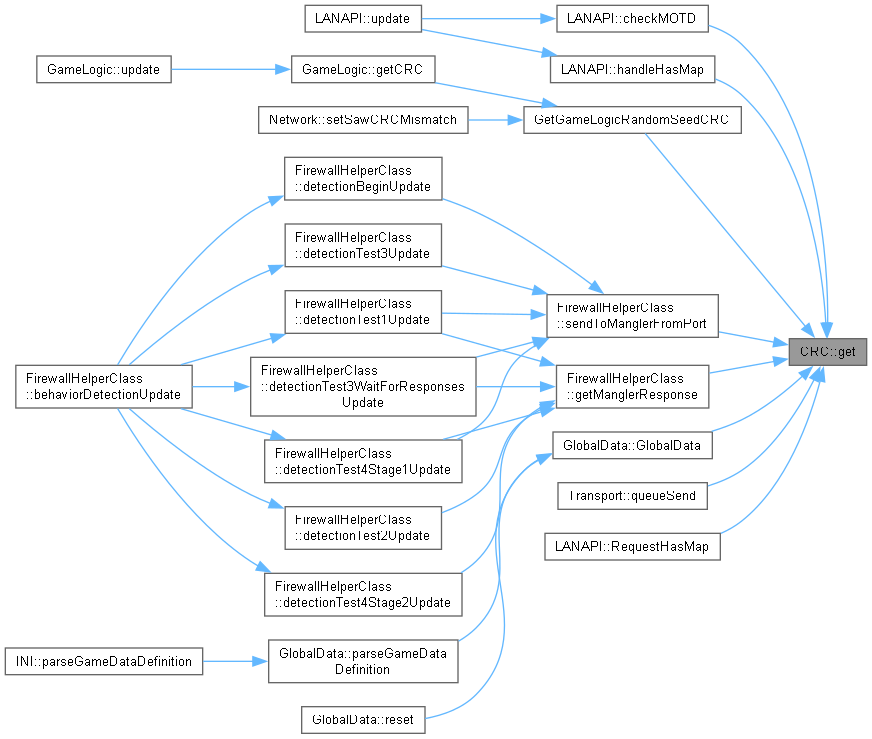 LANAPI::update
LANAPI::checkMOTD
GameLogic::update
GameLogic::getCRC
LANAPI::handleHasMap
Network::setSawCRCMismatch
GetGameLogicRandomSeedCRC
FirewallHelperClass
::detectionBeginUpdate
FirewallHelperClass
::detectionTest3Update
FirewallHelperClass
::detectionTest1Update
FirewallHelperClass
::sendToManglerFromPort
CRC::get
FirewallHelperClass
::behaviorDetectionUpdate
FirewallHelperClass
::detectionTest3WaitForResponses
Update
FirewallHelperClass
::getManglerResponse
FirewallHelperClass
::detectionTest4Stage1Update
GlobalData::GlobalData
Transport::queueSend
FirewallHelperClass
::detectionTest2Update
LANAPI::RequestHasMap
FirewallHelperClass
::detectionTest4Stage2Update
INI::parseGameDataDefinition
GlobalData::parseGameData
Definition
GlobalData::reset